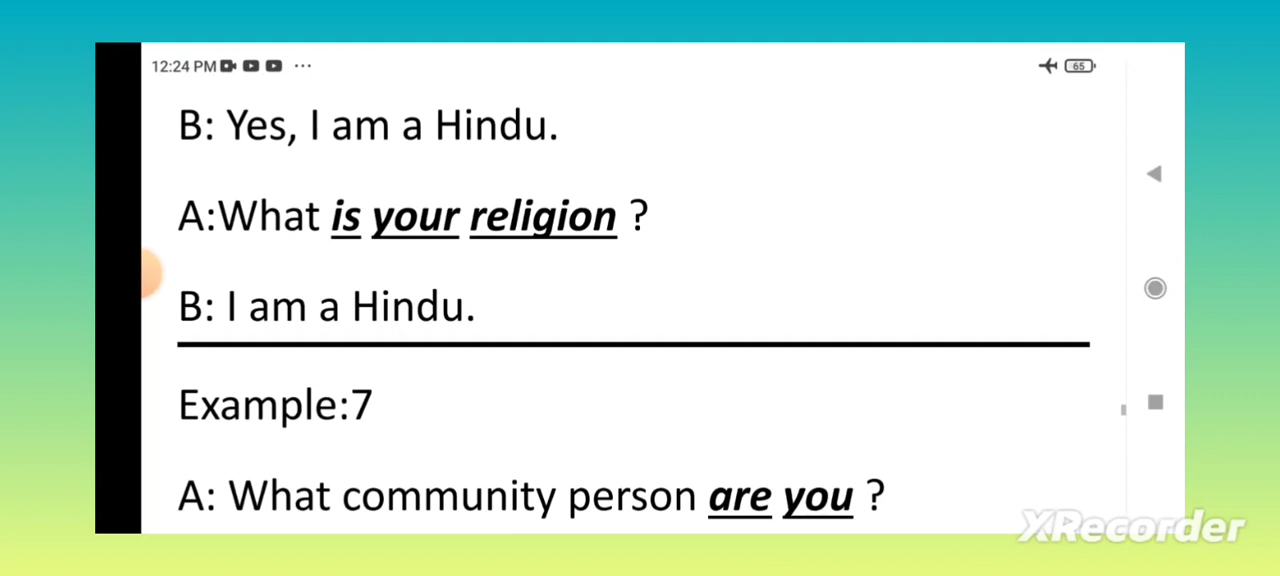 12:24 PM ... 65
B: Yes, I am a Hindu.
A:What is your religion ?
B: I am a Hindu.
Example:7
A: What community person are you ?
XRecorder